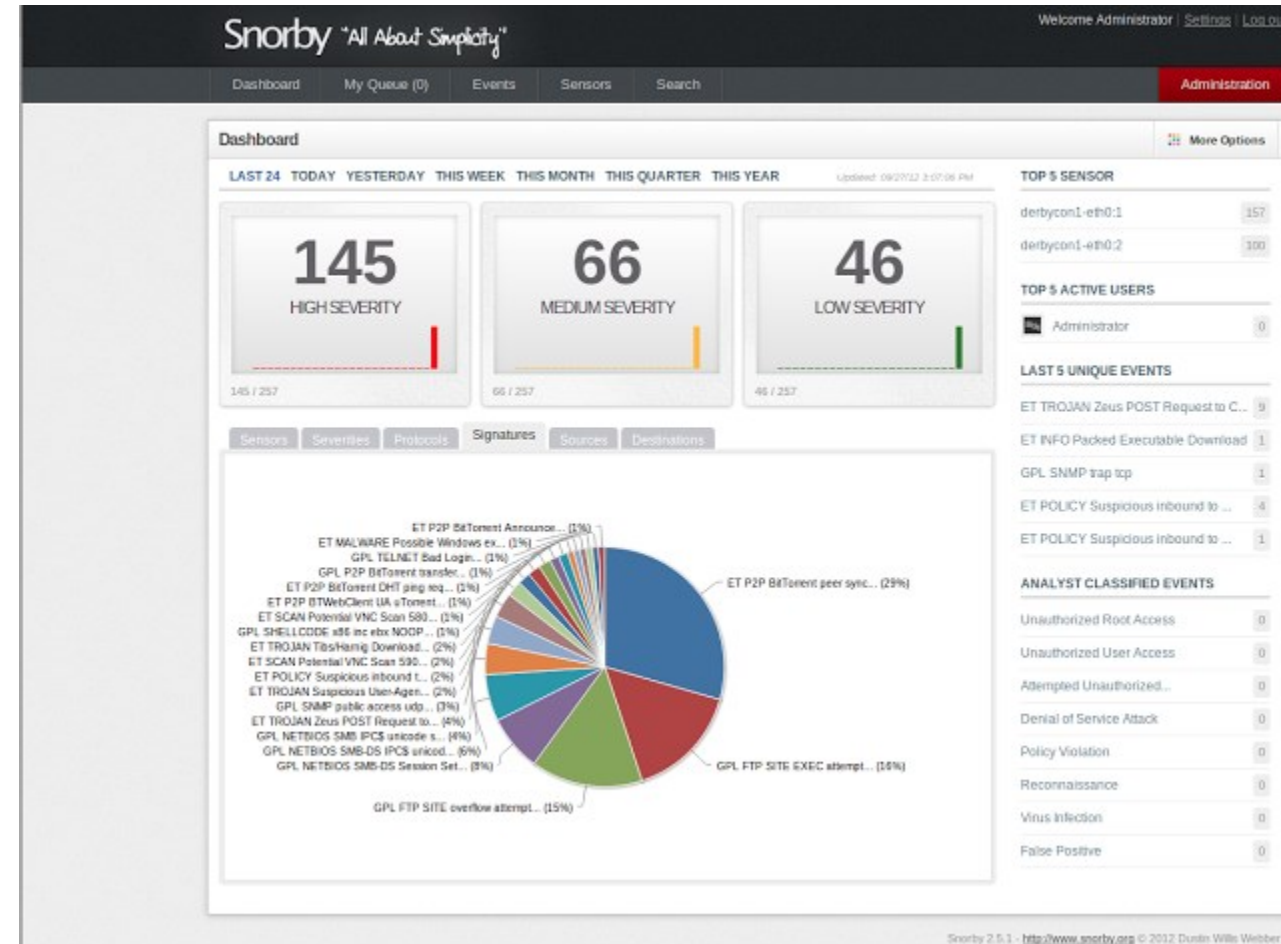 Snorby "All About Simplicity"
Welcome Administrator | Settings | Log ou
Dashboard My Queue (0) Events Sensors Search
Administration
Dashboard
More Options
LAST 24 TODAY YESTERDAY THIS WEEK THIS MONTH THIS QUARTER THIS YEAR
Updated: 09/27/12 3:07:06 PM
145
HIGH SEVERITY
145 / 257
66
MEDIUM SEVERITY
66 / 257
46
LOW SEVERITY
46 / 257
Sensors Severities Protocols Signatures Sources Destinations
ET P2P BitTorrent Announce... (1%)
ET MALWARE Possible Windows ex... (1%)
GPL TELNET Bad Login... (1%)
GPL P2P BitTorrent transfer... (1%)
ET P2P BitTorrent DHT ping req... (1%)
ET P2P BTWebClient UA uTorrent... (1%)
ET SCAN Potential VNC Scan 580... (1%)
GPL SHELLCODE x86 inc ebx NOOP... (1%)
ET TROJAN Tibs/Harnig Download... (2%)
ET SCAN Potential VNC Scan 590... (2%)
ET POLICY Suspicious inbound t... (2%)
ET TROJAN Suspicious User-Agen... (2%)
GPL SNMP public access udp... (3%)
ET TROJAN Zeus POST Request to... (4%)
GPL NETBIOS SMB IPC$ unicode s... (4%)
GPL NETBIOS SMB-DS IPC$ unicod... (6%)
GPL NETBIOS SMB-DS Session Set... (8%)
GPL FTP SITE overflow attempt... (15%)
ET P2P BitTorrent peer sync... (29%)
GPL FTP SITE EXEC attempt... (16%)
TOP 5 SENSOR
derbycon1-eth0:1 157
derbycon1-eth0:2 100
TOP 5 ACTIVE USERS
Administrator 0
LAST 5 UNIQUE EVENTS
ET TROJAN Zeus POST Request to C... 9
ET INFO Packed Executable Download 1
GPL SNMP trap tcp 1
ET POLICY Suspicious inbound to ... 4
ET POLICY Suspicious inbound to ... 1
ANALYST CLASSIFIED EVENTS
Unauthorized Root Access 0
Unauthorized User Access 0
Attempted Unauthorized... 0
Denial of Service Attack 0
Policy Violation 0
Reconnaissance 0
Virus Infection 0
False Positive 0
Snorby 2.5.1 - http://www.snorby.org © 2012 Dustin Willis Webber